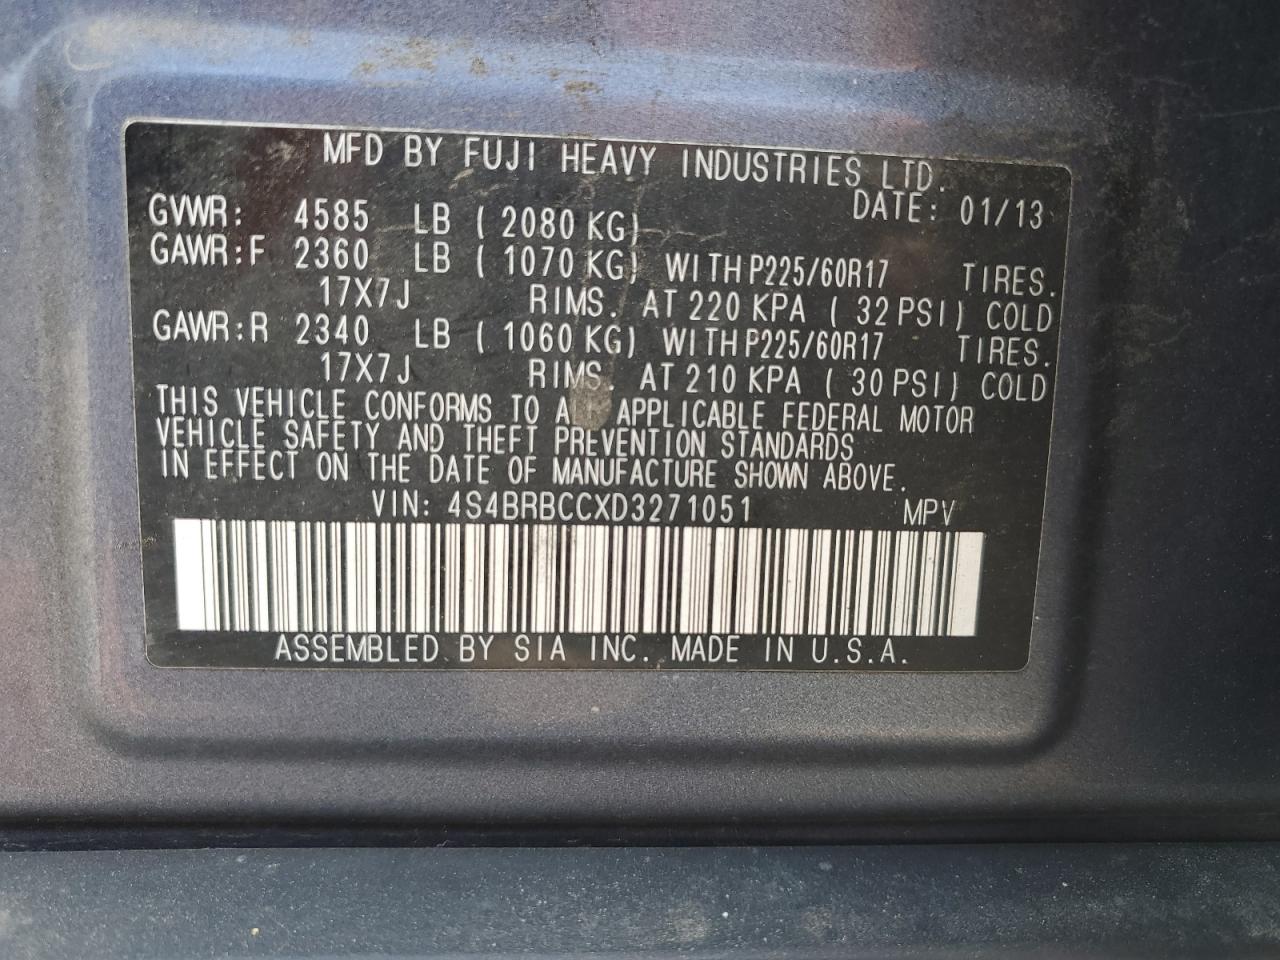 MFD BY FUJI HEAVY INDUSTRIES LTD.
DATE: 01/13
GVWR: 4585 LB (2080 KG)
GAWR:F 2360 LB (1070 KG) WITH P225/60R17 TIRES.
17X7J RIMS. AT 220 KPA (32 PSI) COLD
GAWR:R 2340 LB (1060 KG) WITH P225/60R17 TIRES.
17X7J RIMS. AT 210 KPA (30 PSI) COLD
THIS VEHICLE CONFORMS TO ALL APPLICABLE FEDERAL MOTOR
VEHICLE SAFETY AND THEFT PREVENTION STANDARDS
IN EFFECT ON THE DATE OF MANUFACTURE SHOWN ABOVE.
VIN: 4S4BRBCCXD3271051 MPV
ASSEMBLED BY SIA INC. MADE IN U.S.A.